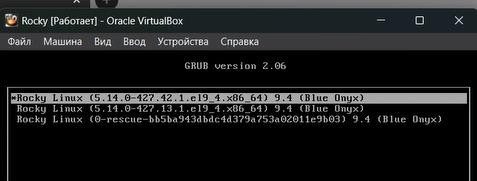 Rocky [Работает] - Oracle VirtualBox
Файл Машина Вид Ввод Устройства Справка
GRUB version 2.06
*Rocky Linux (5.14.0-427.42.1.el9_4.x86_64) 9.4 (Blue Onyx)
Rocky Linux (5.14.0-427.13.1.el9_4.x86_64) 9.4 (Blue Onyx)
Rocky Linux (0-rescue-bb5ba943dbdc4d379a753a02011e9b03) 9.4 (Blue Onyx)